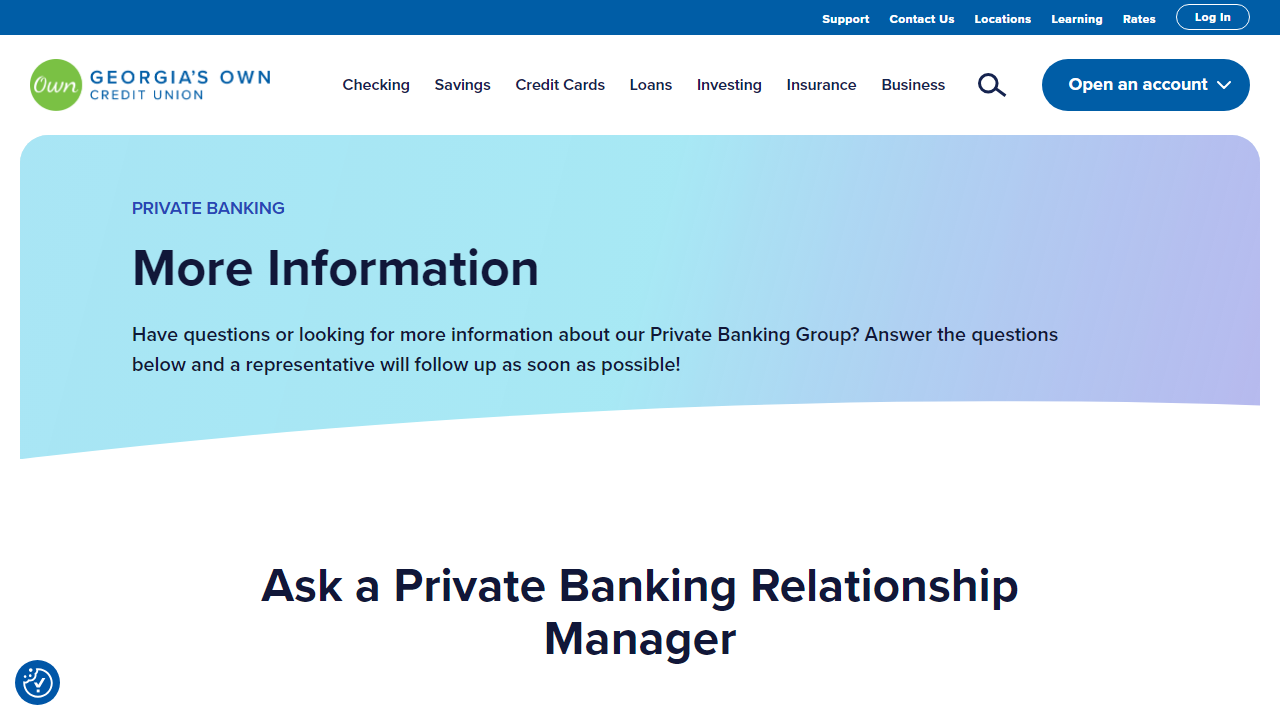 Support Contact Us Locations Learning Rates Log In
Own GEORGIA'S OWN
CREDIT UNION
Checking Savings Credit Cards Loans Investing Insurance Business Open an account
PRIVATE BANKING
More Information
Have questions or looking for more information about our Private Banking Group? Answer the questions
below and a representative will follow up as soon as possible!
Ask a Private Banking Relationship
Manager